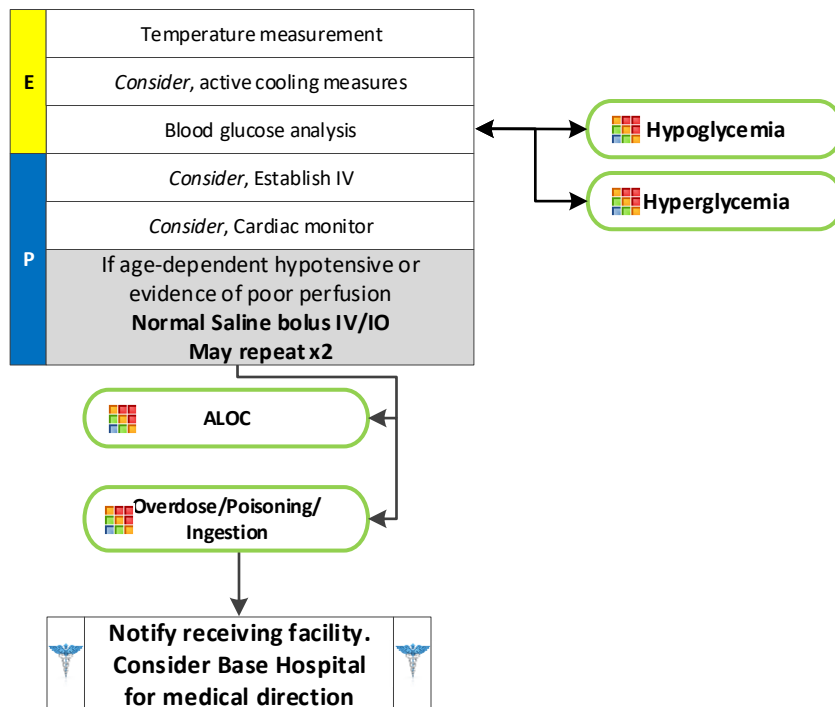 E
Temperature measurement
Consider, active cooling measures
Blood glucose analysis
Hypoglycemia
Hyperglycemia
P
Consider, Establish IV
Consider, Cardiac monitor
If age-dependent hypotensive or
evidence of poor perfusion
Normal Saline bolus IV/IO
May repeat x2
ALOC
Overdose/Poisoning/
Ingestion
Notify receiving facility.
Consider Base Hospital
for medical direction